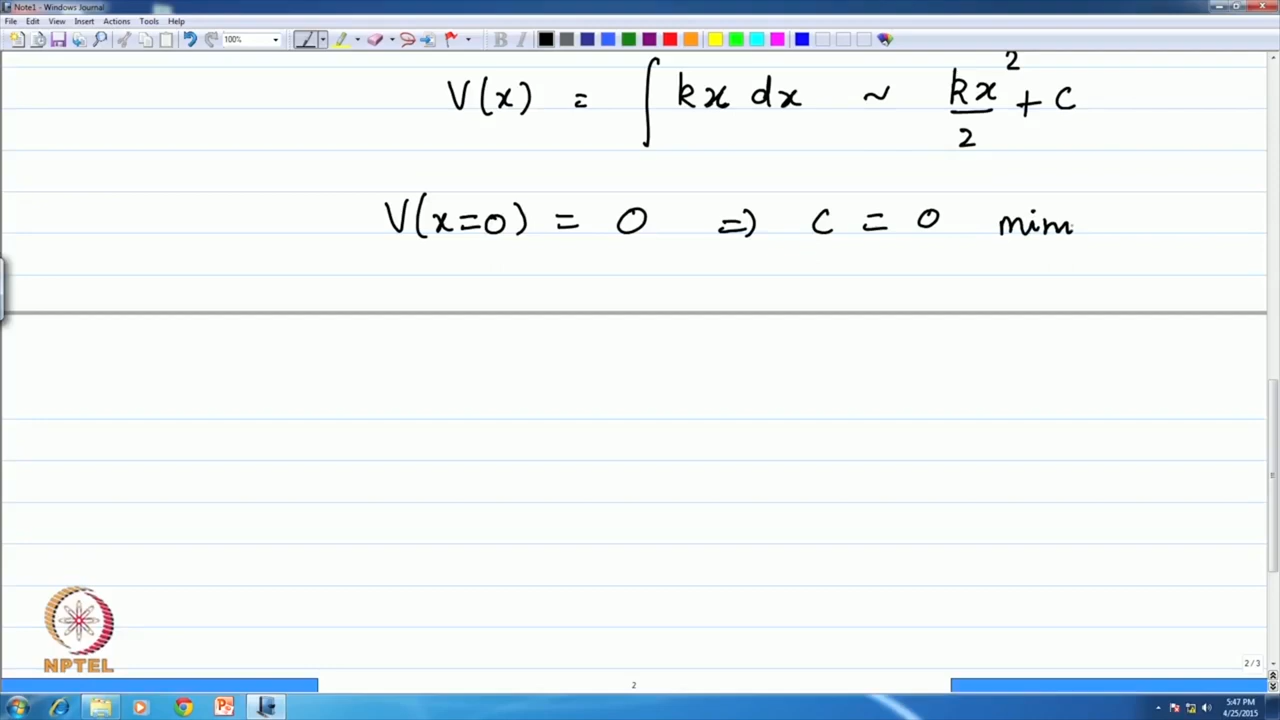 Note1 - Windows Journal
File Edit View Insert Actions Tools Help
100%
B I
V(x) = ∫ kx dx ~ kx²/2 + C
V(x=0) = 0 => C = 0 mim
NPTEL
2 / 3
2
5:47 PM
4/25/2015